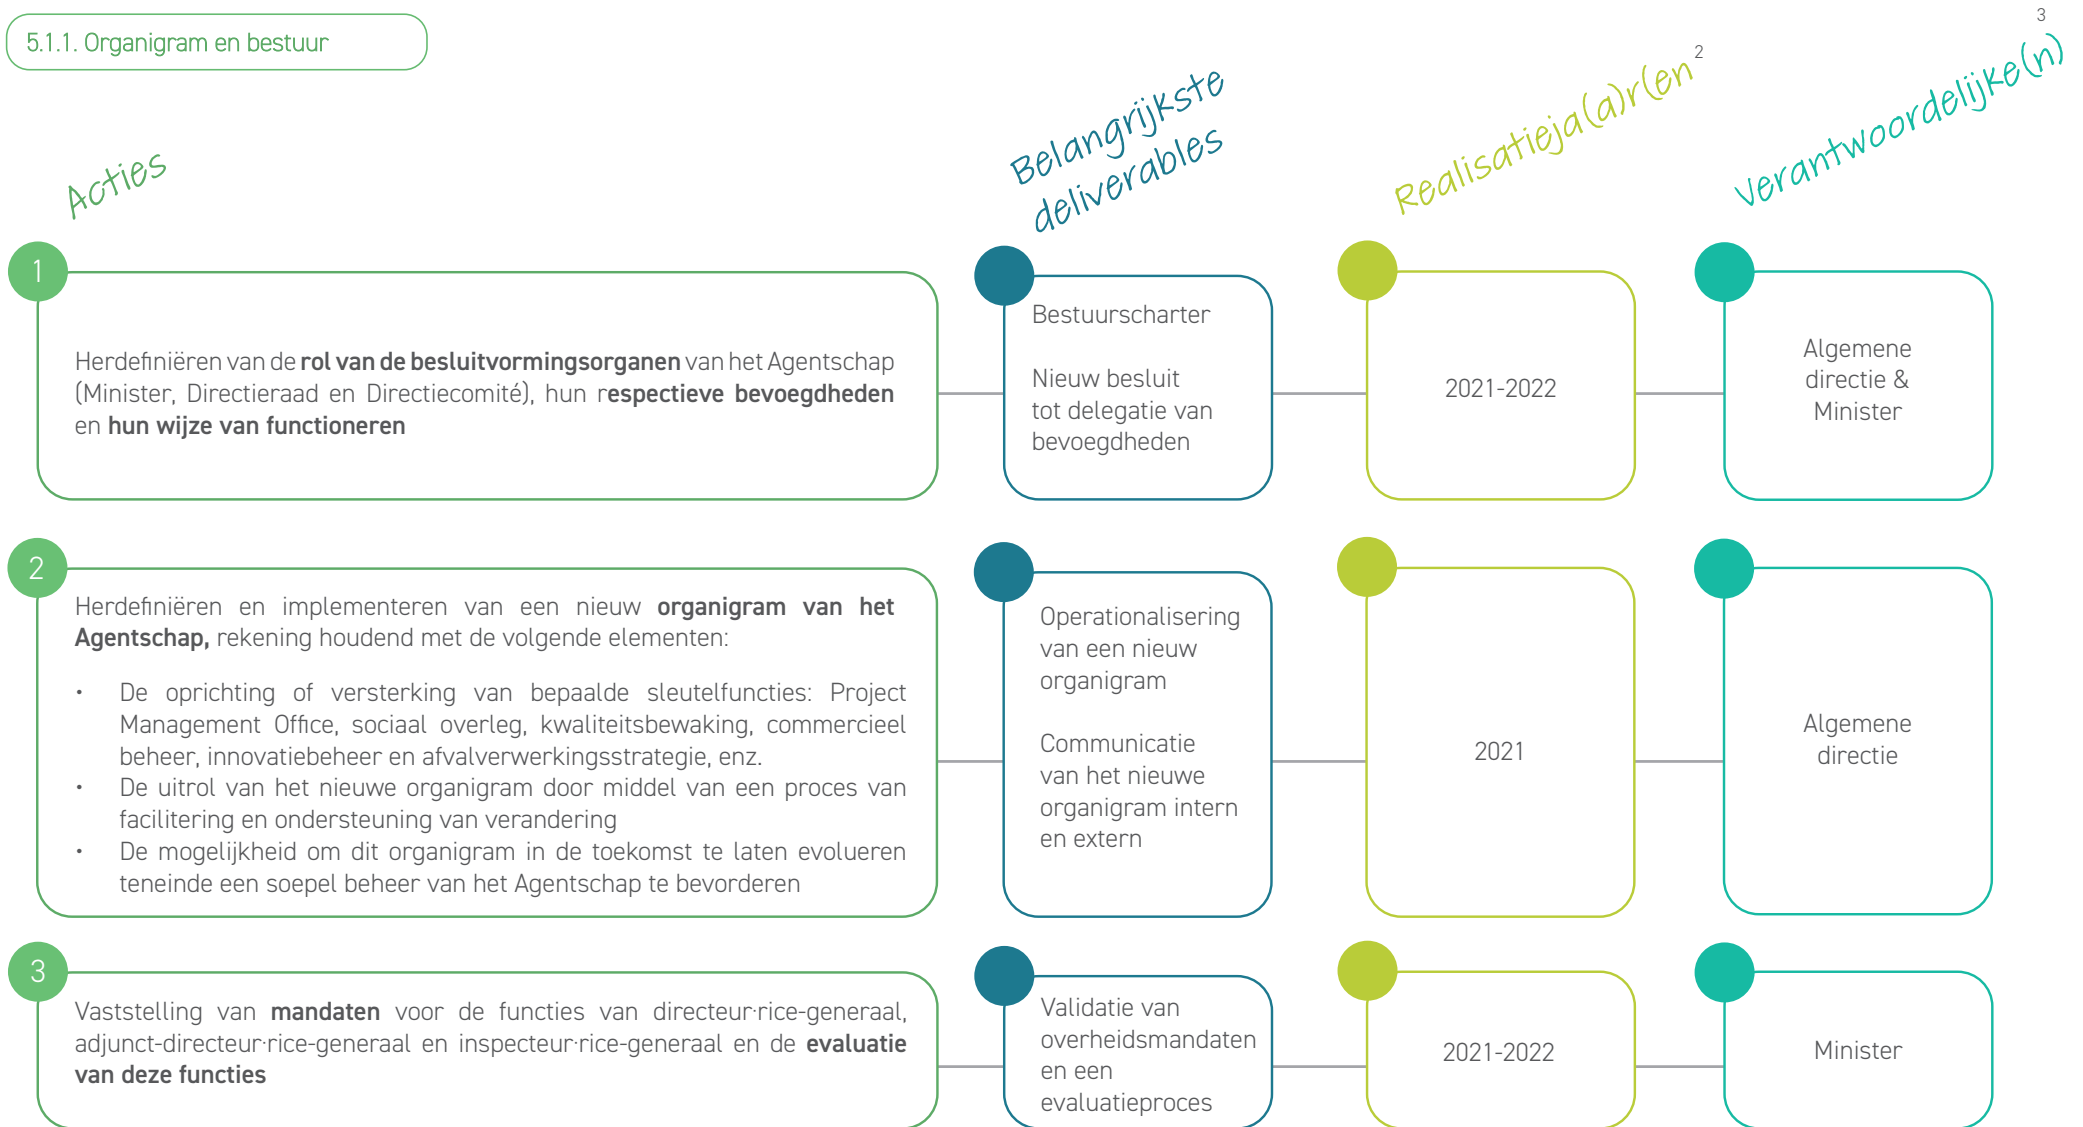 3
5.1.1. Organigram en bestuur
Acties
Belangrijkste
deliverables
Realisatieja(a)r(en 2
Verantwoordelijke(n)
1
Herdefiniëren van de rol van de besluitvormingsorganen van het Agentschap
(Minister, Directieraad en Directiecomité), hun respectieve bevoegdheden
en hun wijze van functioneren
Bestuurscharter
Nieuw besluit
tot delegatie van
bevoegdheden
2021-2022
Algemene
directie &
Minister
2
Herdefiniëren en implementeren van een nieuw organigram van het
Agentschap, rekening houdend met de volgende elementen:
• De oprichting of versterking van bepaalde sleutelfuncties: Project
Management Office, sociaal overleg, kwaliteitsbewaking, commercieel
beheer, innovatiebeheer en afvalverwerkingsstrategie, enz.
• De uitrol van het nieuwe organigram door middel van een proces van
facilitering en ondersteuning van verandering
• De mogelijkheid om dit organigram in de toekomst te laten evolueren
teneinde een soepel beheer van het Agentschap te bevorderen
Operationalisering
van een nieuw
organigram
Communicatie
van het nieuwe
organigram intern
en extern
2021
Algemene
directie
3
Vaststelling van mandaten voor de functies van directeur·rice-generaal,
adjunct-directeur·rice-generaal en inspecteur·rice-generaal en de evaluatie
van deze functies
Validatie van
overheidsmandaten
en een
evaluatieproces
2021-2022
Minister